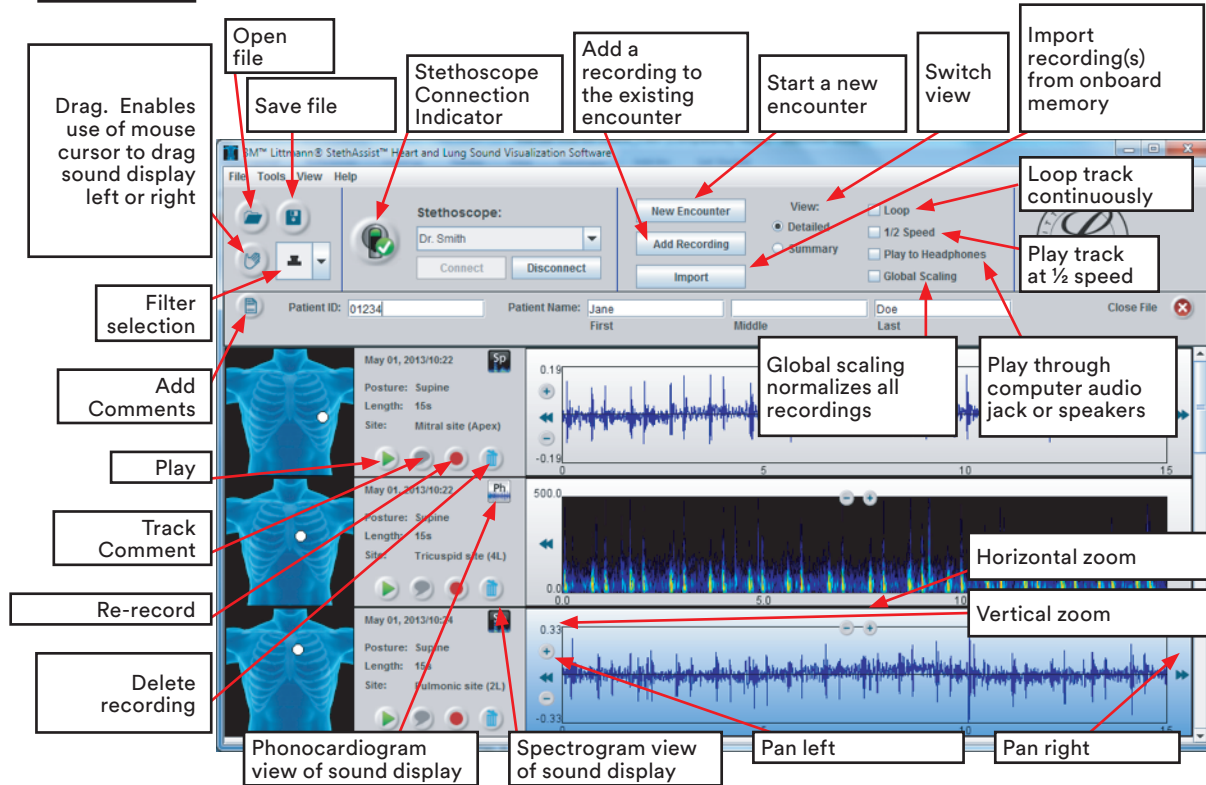 Open
file
Save file
Stethoscope
Connection
Indicator
Add a
recording to
the existing
encounter
Start a new
encounter
Switch
view
Import
recording(s)
from onboard
memory
Drag. Enables
use of mouse
cursor to drag
sound display
left or right
3M™ Littmann® StethAssist™ Heart and Lung Sound Visualization Software
File Tools View Help
Stethoscope:
Dr. Smith
Connect Disconnect
New Encounter
Add Recording
Import
View:
Detailed
Summary
Loop
1/2 Speed
Play to Headphones
Global Scaling
Loop track
continuously
Play track
at ½ speed
Filter
selection
Patient ID: 01234 Patient Name: Jane Doe Close File
First Middle Last
Add
Comments
Global scaling
normalizes all
recordings
Play through
computer audio
jack or speakers
May 01, 2013/10:22 Sp
Posture: Supine
Length: 15s
Site: Mitral site (Apex)
0.19
-0.19
0 5 10 15
Play
May 01, 2013/10:22 Ph
Posture: Supine
Length: 15s
Site: Tricuspid site (4L)
500.0
0.0
0.0 5.0 10
Track
Comment
Horizontal zoom
Re-record
Vertical zoom
May 01, 2013/10:24
Posture: Supine
Length: 15s
Site: Pulmonic site (2L)
0.33
-0.33
0 10 15
Delete
recording
Phonocardiogram
view of sound display
Spectrogram view
of sound display
Pan left
Pan right